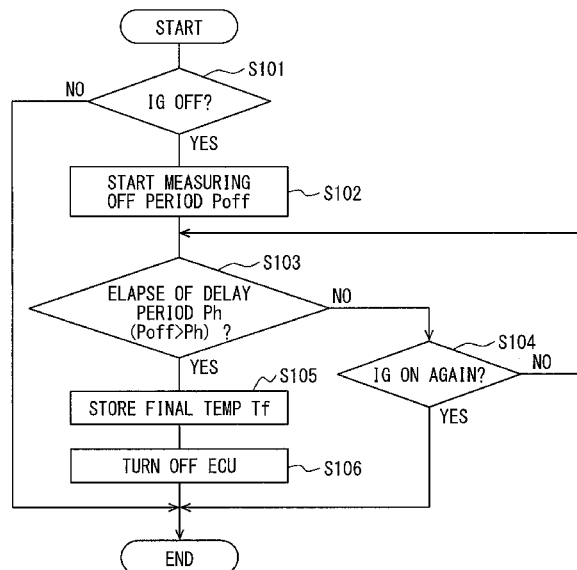 START
S101
NO
IG OFF?
YES
START MEASURING
OFF PERIOD Poff
S102
S103
ELAPSE OF DELAY
PERIOD Ph
(Poff>Ph) ?
NO
S104
IG ON AGAIN?
NO
YES
YES
S105
STORE FINAL TEMP Tf
TURN OFF ECU
S106
END